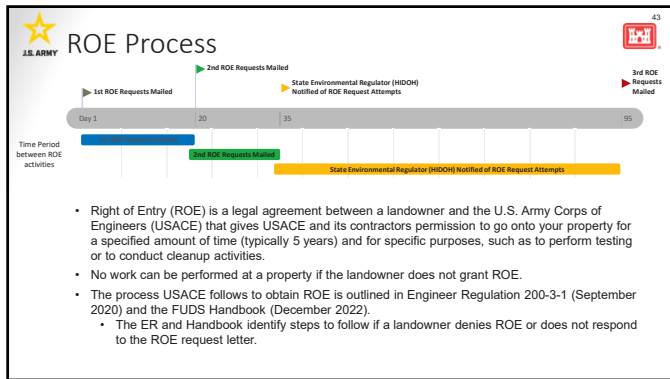 43
U.S. ARMY
ROE Process
2nd ROE Requests Mailed
1st ROE Requests Mailed
State Environmental Regulator (HIDOH)
Notified of ROE Request Attempts
3rd ROE
Requests
Mailed
Day 1
20
35
95
Time Period
between ROE
activities
2nd ROE Requests Mailed
State Environmental Regulator (HIDOH) Notified of ROE Request Attempts
• Right of Entry (ROE) is a legal agreement between a landowner and the U.S. Army Corps of
Engineers (USACE) that gives USACE and its contractors permission to go onto your property for
a specified amount of time (typically 5 years) and for specific purposes, such as to perform testing
or to conduct cleanup activities.
• No work can be performed at a property if the landowner does not grant ROE.
• The process USACE follows to obtain ROE is outlined in Engineer Regulation 200-3-1 (September
2020) and the FUDS Handbook (December 2022).
• The ER and Handbook identify steps to follow if a landowner denies ROE or does not respond
to the ROE request letter.